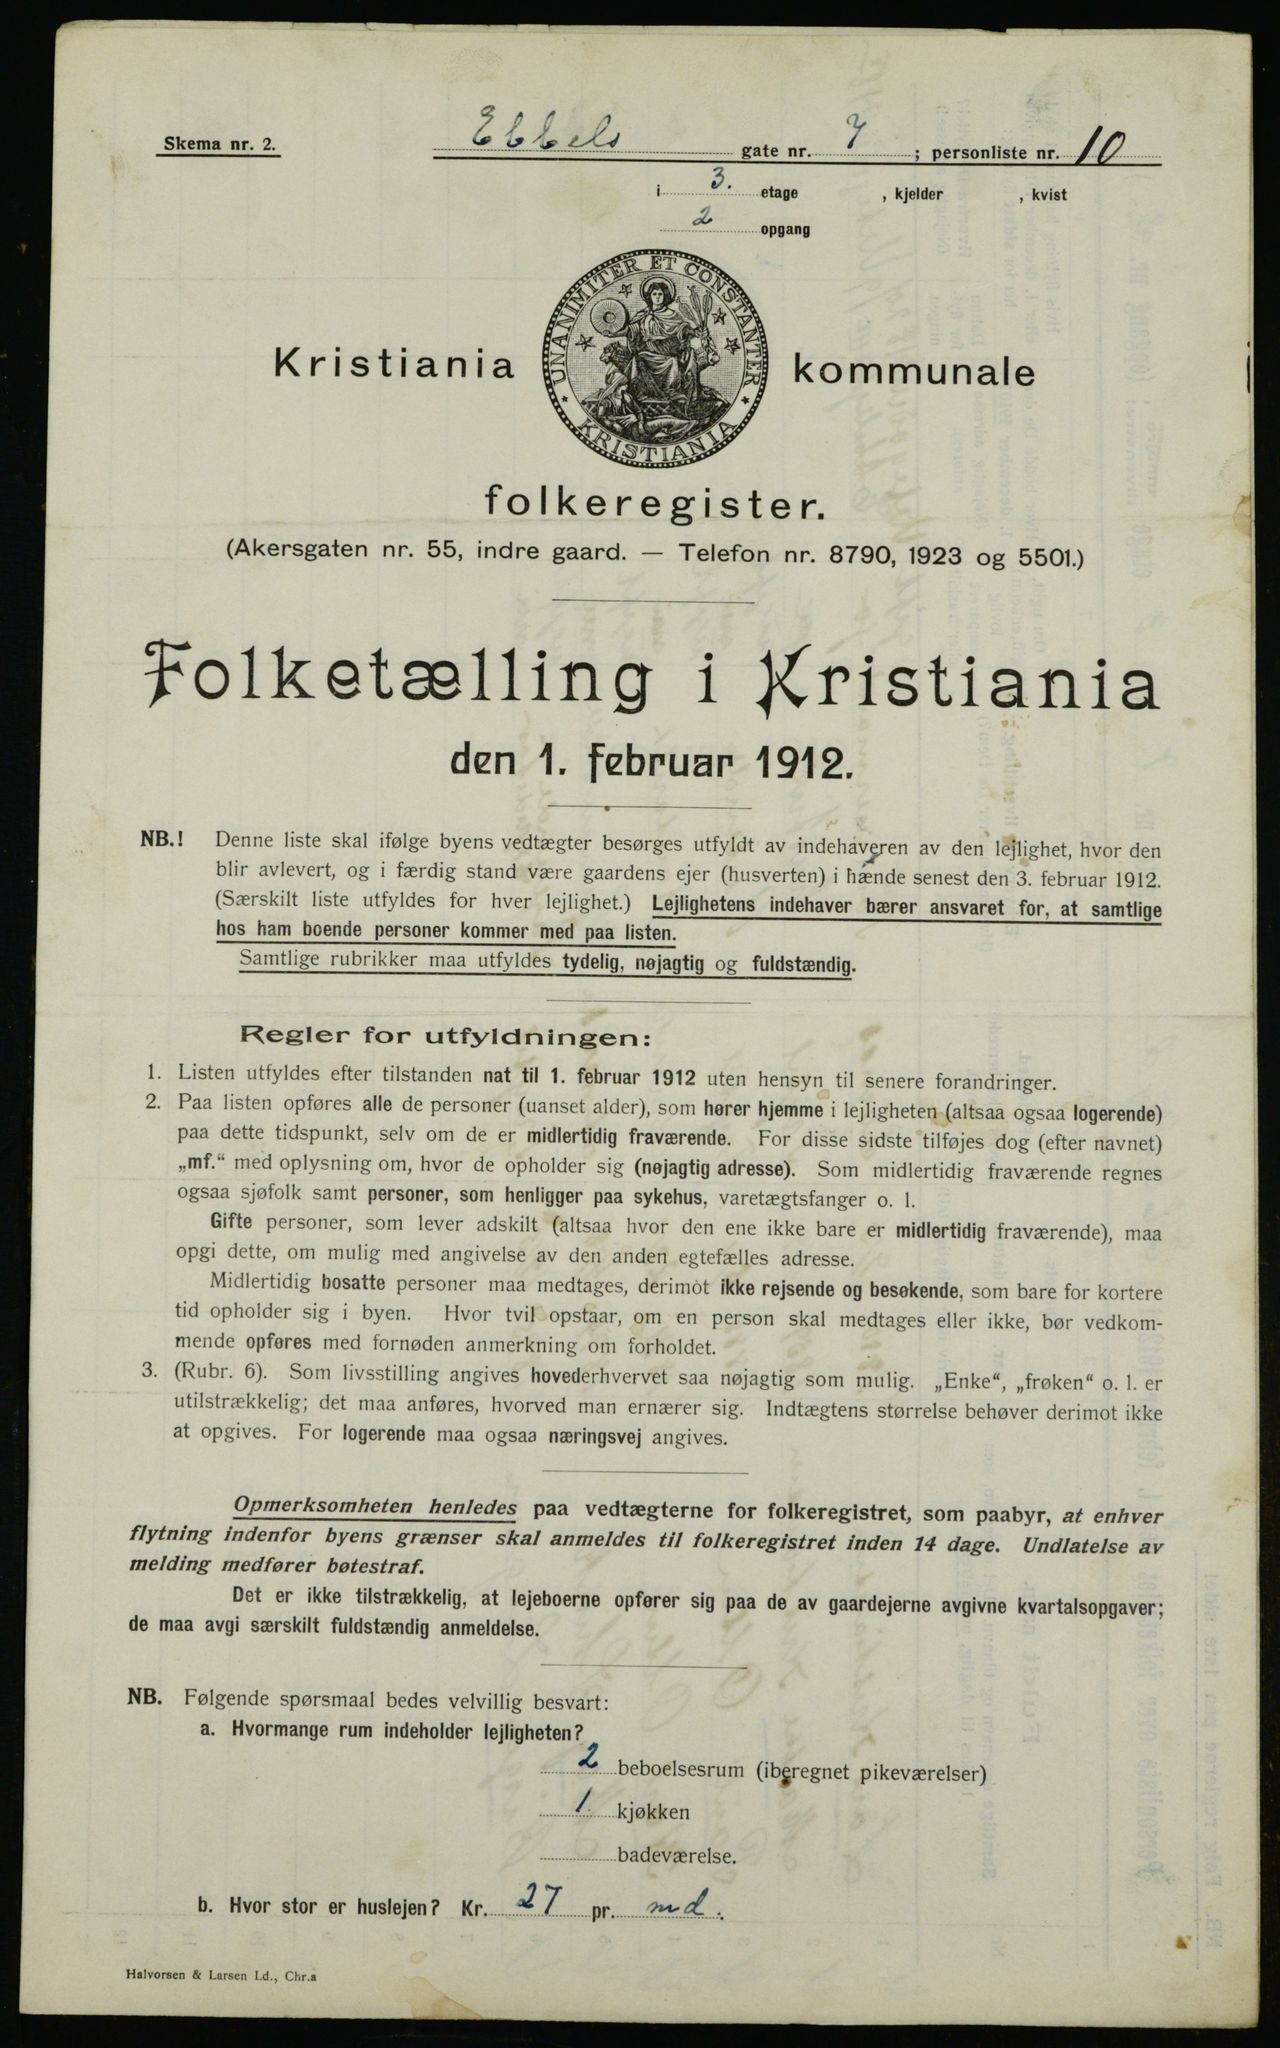 Skema nr. 2.
Ebbels gate nr. 7 ; personliste nr. 10
i 3. etage , kjelder , kvist
2 opgang
UNANIMITER ET CONSTANTER
KRISTIANIA
Kristiania kommunale
folkeregister.
(Akersgaten nr. 55, indre gaard. — Telefon nr. 8790, 1923 og 5501.)
Folketælling i Kristiania
den 1. februar 1912.
NB.! Denne liste skal ifølge byens vedtægter besørges utfyldt av indehaveren av den lejlighet, hvor den
blir avlevert, og i færdig stand være gaardens ejer (husverten) i hænde senest den 3. februar 1912.
(Særskilt liste utfyldes for hver lejlighet.) Lejlighetens indehaver bærer ansvaret for, at samtlige
hos ham boende personer kommer med paa listen.
Samtlige rubrikker maa utfyldes tydelig, nøjagtig og fuldstændig.
Regler for utfyldningen:
1. Listen utfyldes efter tilstanden nat til 1. februar 1912 uten hensyn til senere forandringer.
2. Paa listen opføres alle de personer (uanset alder), som hører hjemme i lejligheten (altsaa ogsaa logerende)
paa dette tidspunkt, selv om de er midlertidig fraværende. For disse sidste tilføjes dog (efter navnet)
„mf.“ med oplysning om, hvor de opholder sig (nøjagtig adresse). Som midlertidig fraværende regnes
ogsaa sjøfolk samt personer, som henligger paa sykehus, varetægtsfanger o. l.
Gifte personer, som lever adskilt (altsaa hvor den ene ikke bare er midlertidig fraværende), maa
opgi dette, om mulig med angivelse av den anden egtefælles adresse.
Midlertidig bosatte personer maa medtages, derimot ikke rejsende og besøkende, som bare for kortere
tid opholder sig i byen. Hvor tvil opstaar, om en person skal medtages eller ikke, bør vedkom-
mende opføres med fornøden anmerkning om forholdet.
3. (Rubr. 6). Som livsstilling angives hovederhvervet saa nøjagtig som mulig. „Enke“, „frøken“ o. l. er
utilstrækkelig; det maa anføres, hvorved man ernærer sig. Indtægtens størrelse behøver derimot ikke
at opgives. For logerende maa ogsaa næringsvej angives.
Opmerksomheten henledes paa vedtægterne for folkeregistret, som paabyr, at enhver
flytning indenfor byens grænser skal anmeldes til folkeregistret inden 14 dage. Undlatelse av
melding medfører bøtestraf.
Det er ikke tilstrækkelig, at lejeboerne opfører sig paa de av gaardejerne avgivne kvartalsopgaver;
de maa avgi særskilt fuldstændig anmeldelse.
NB. Følgende spørsmaal bedes velvillig besvart:
a. Hvormange rum indeholder lejligheten?
2 beboelsesrum (iberegnet pikeværelser)
1. kjøkken
badeværelse.
b. Hvor stor er huslejen? Kr. 27 pr. md.
Halvorsen & Larsen Ld., Chr.a